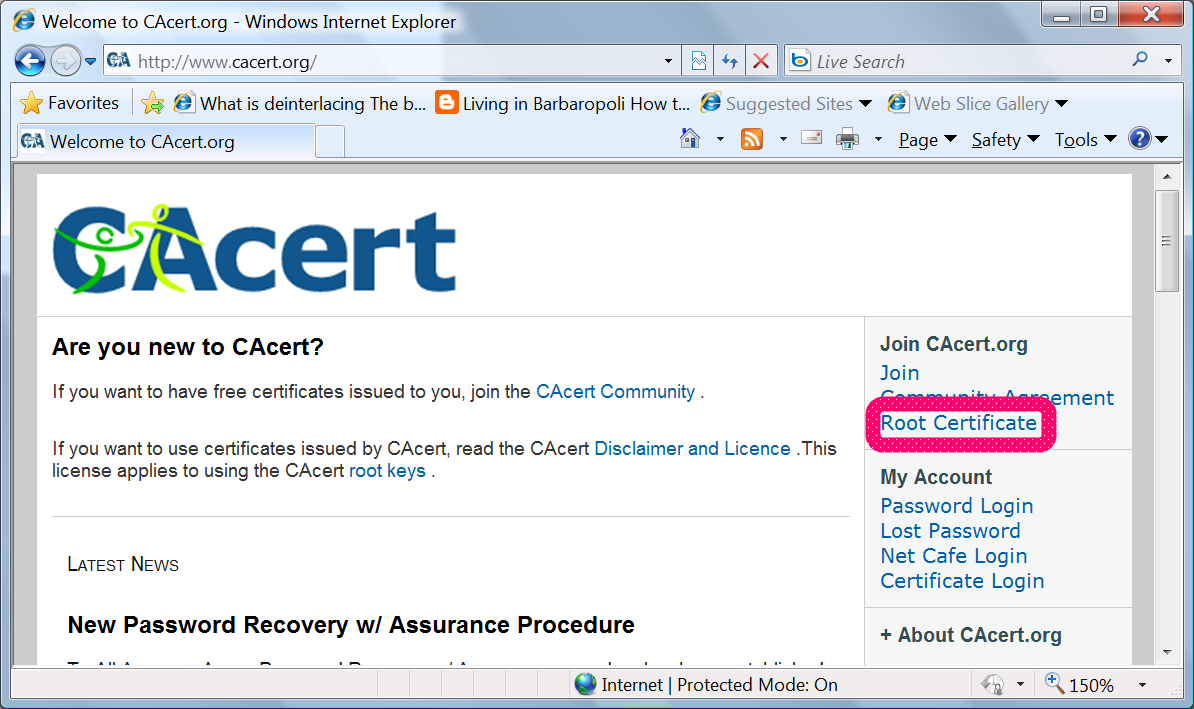 Welcome to CAcert.org - Windows Internet Explorer
http://www.cacert.org/
Live Search
Favorites
What is deinterlacing The b...
Living in Barbaropoli How t...
Suggested Sites
Web Slice Gallery
Welcome to CAcert.org
Page
Safety
Tools
CAcert
Are you new to CAcert?
If you want to have free certificates issued to you, join the CAcert Community .
If you want to use certificates issued by CAcert, read the CAcert Disclaimer and Licence .This
license applies to using the CAcert root keys .
Latest News
New Password Recovery w/ Assurance Procedure
Join CAcert.org
Join
Community Agreement
Root Certificate
My Account
Password Login
Lost Password
Net Cafe Login
Certificate Login
+ About CAcert.org
Internet | Protected Mode: On
150%